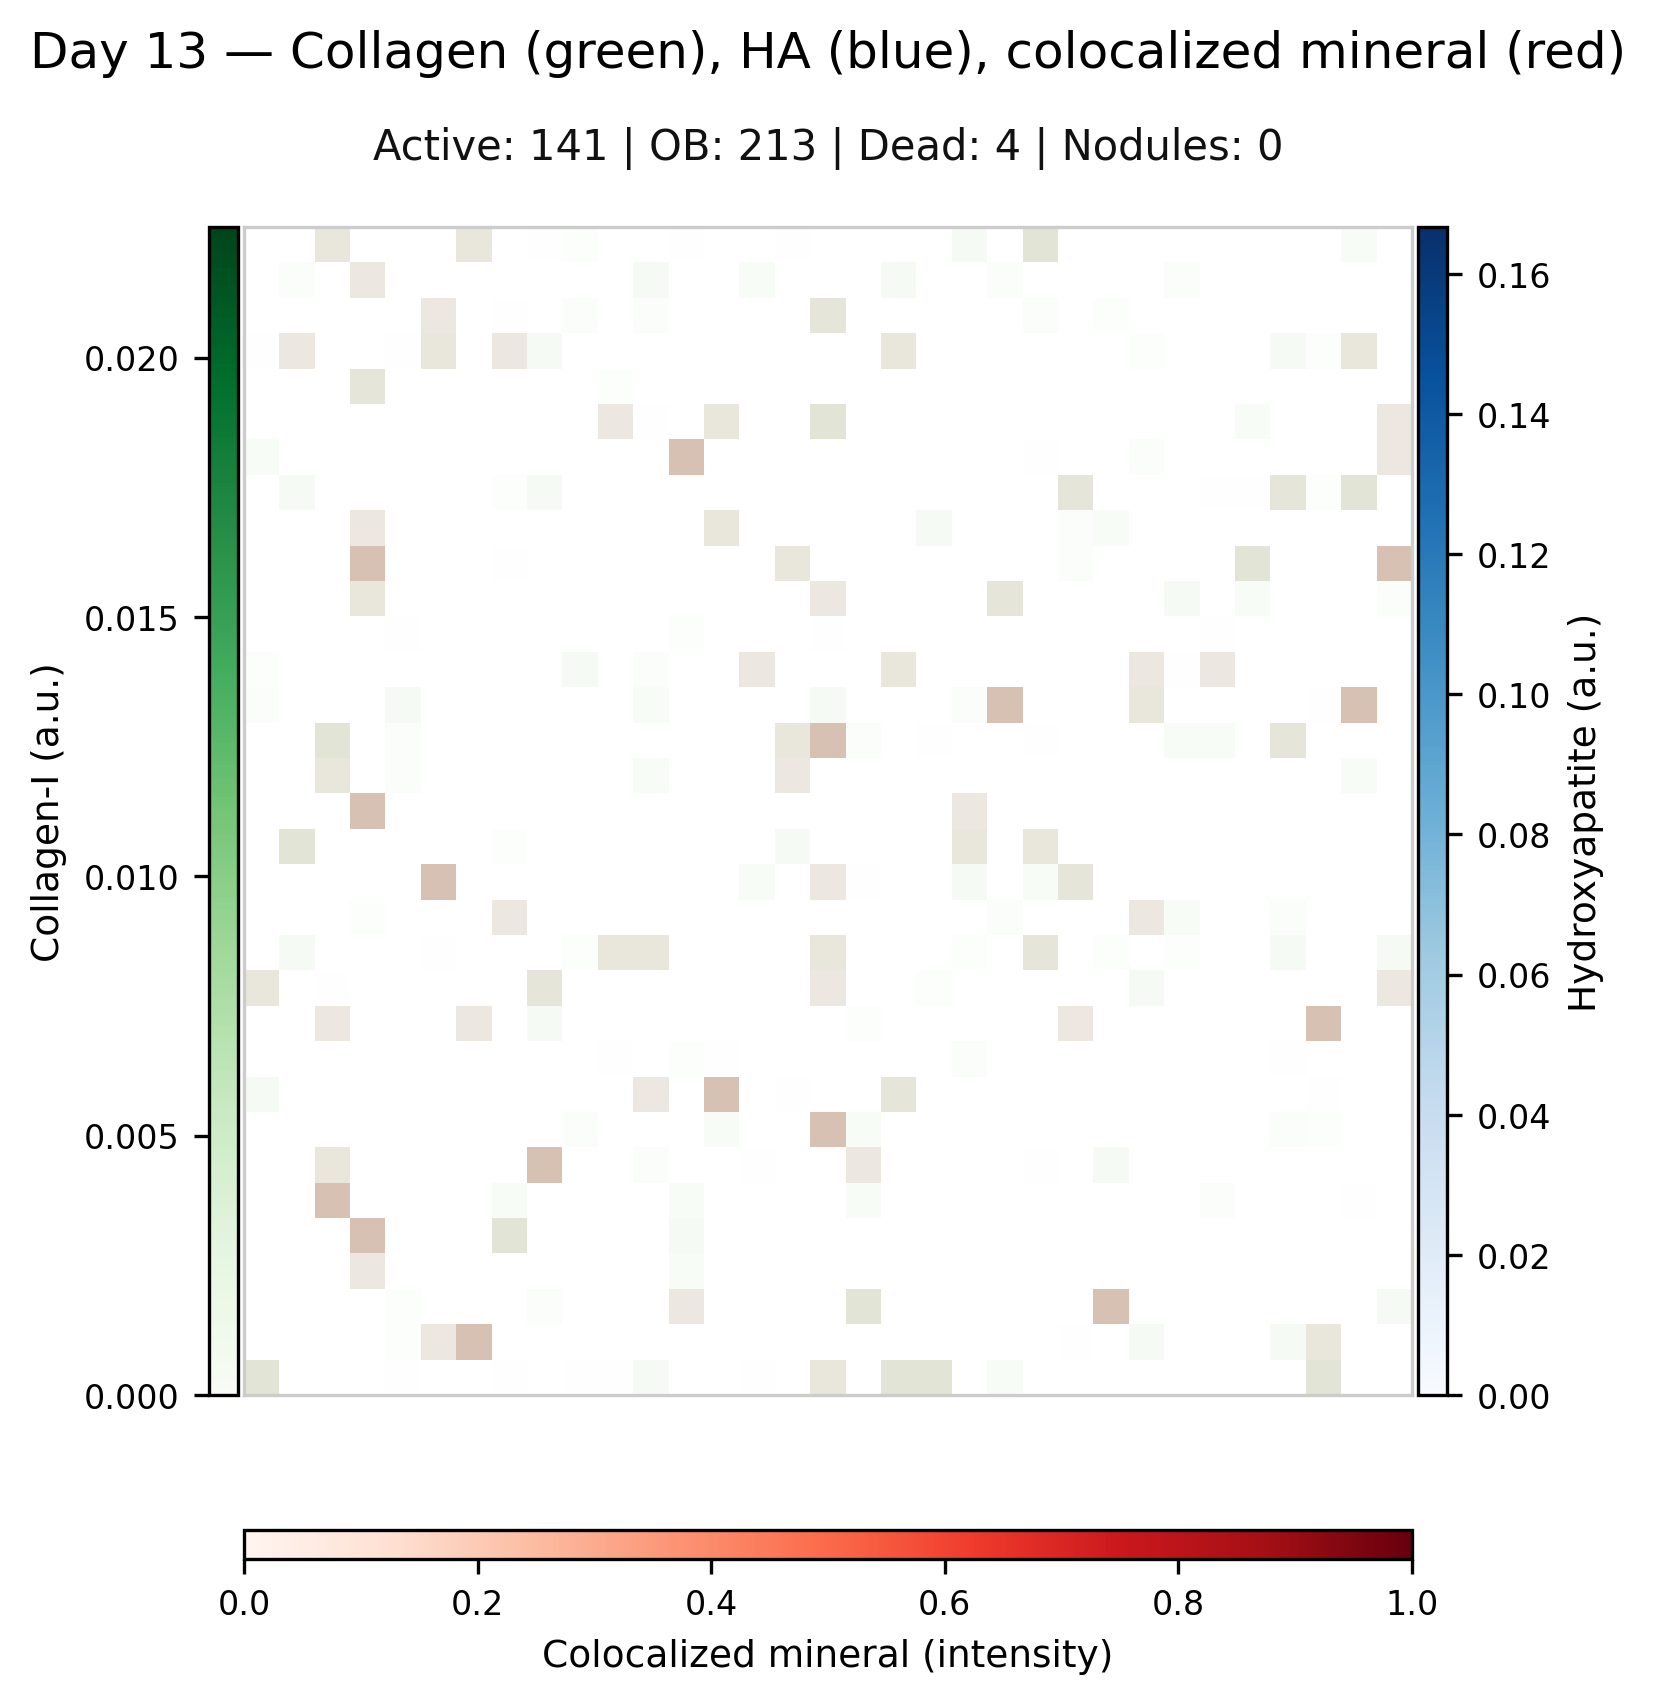 Day 13 — Collagen (green), HA (blue), colocalized mineral (red)
Active: 141 | OB: 213 | Dead: 4 | Nodules: 0
Collagen-I (a.u.)
0.020
0.015
0.010
0.005
0.000
0.16
0.14
0.12
0.10
0.08
0.06
0.04
0.02
0.00
Hydroxyapatite (a.u.)
0.0 0.2 0.4 0.6 0.8 1.0
Colocalized mineral (intensity)